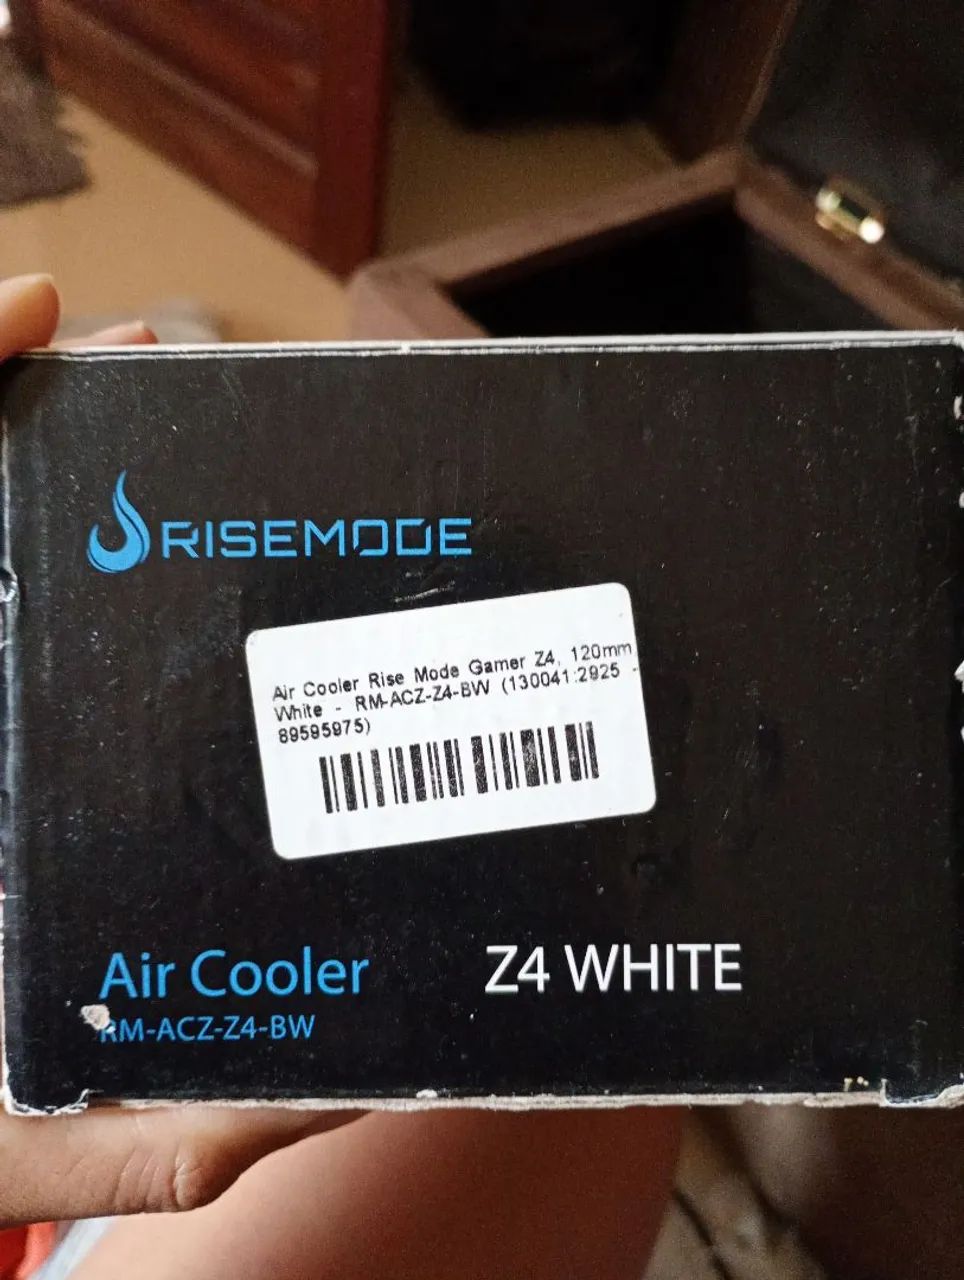 RISEMODE
Air Cooler Rise Mode Gamer Z4, 120mm
White - RM-ACZ-Z4-BW (130041:2925 -
89595975)
Air Cooler
Z4 WHITE
RM-ACZ-Z4-BW